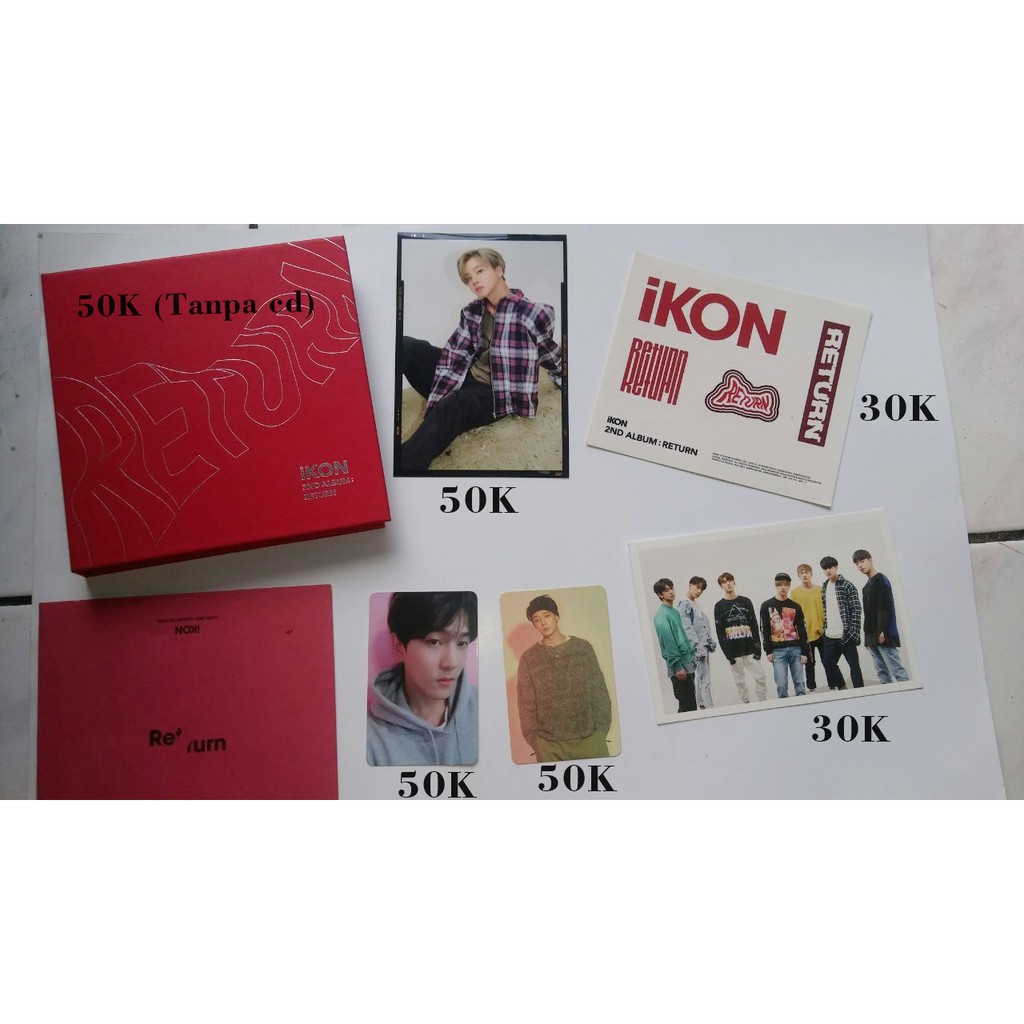 RETURN
50K (Tanpa cd)
iKON
2ND ALBUM :
RETURN
50K
iKON
Return
RETURN
RETURN
iKON
2ND ALBUM : RETURN
30K
iKON
Return
50K
50K
30K